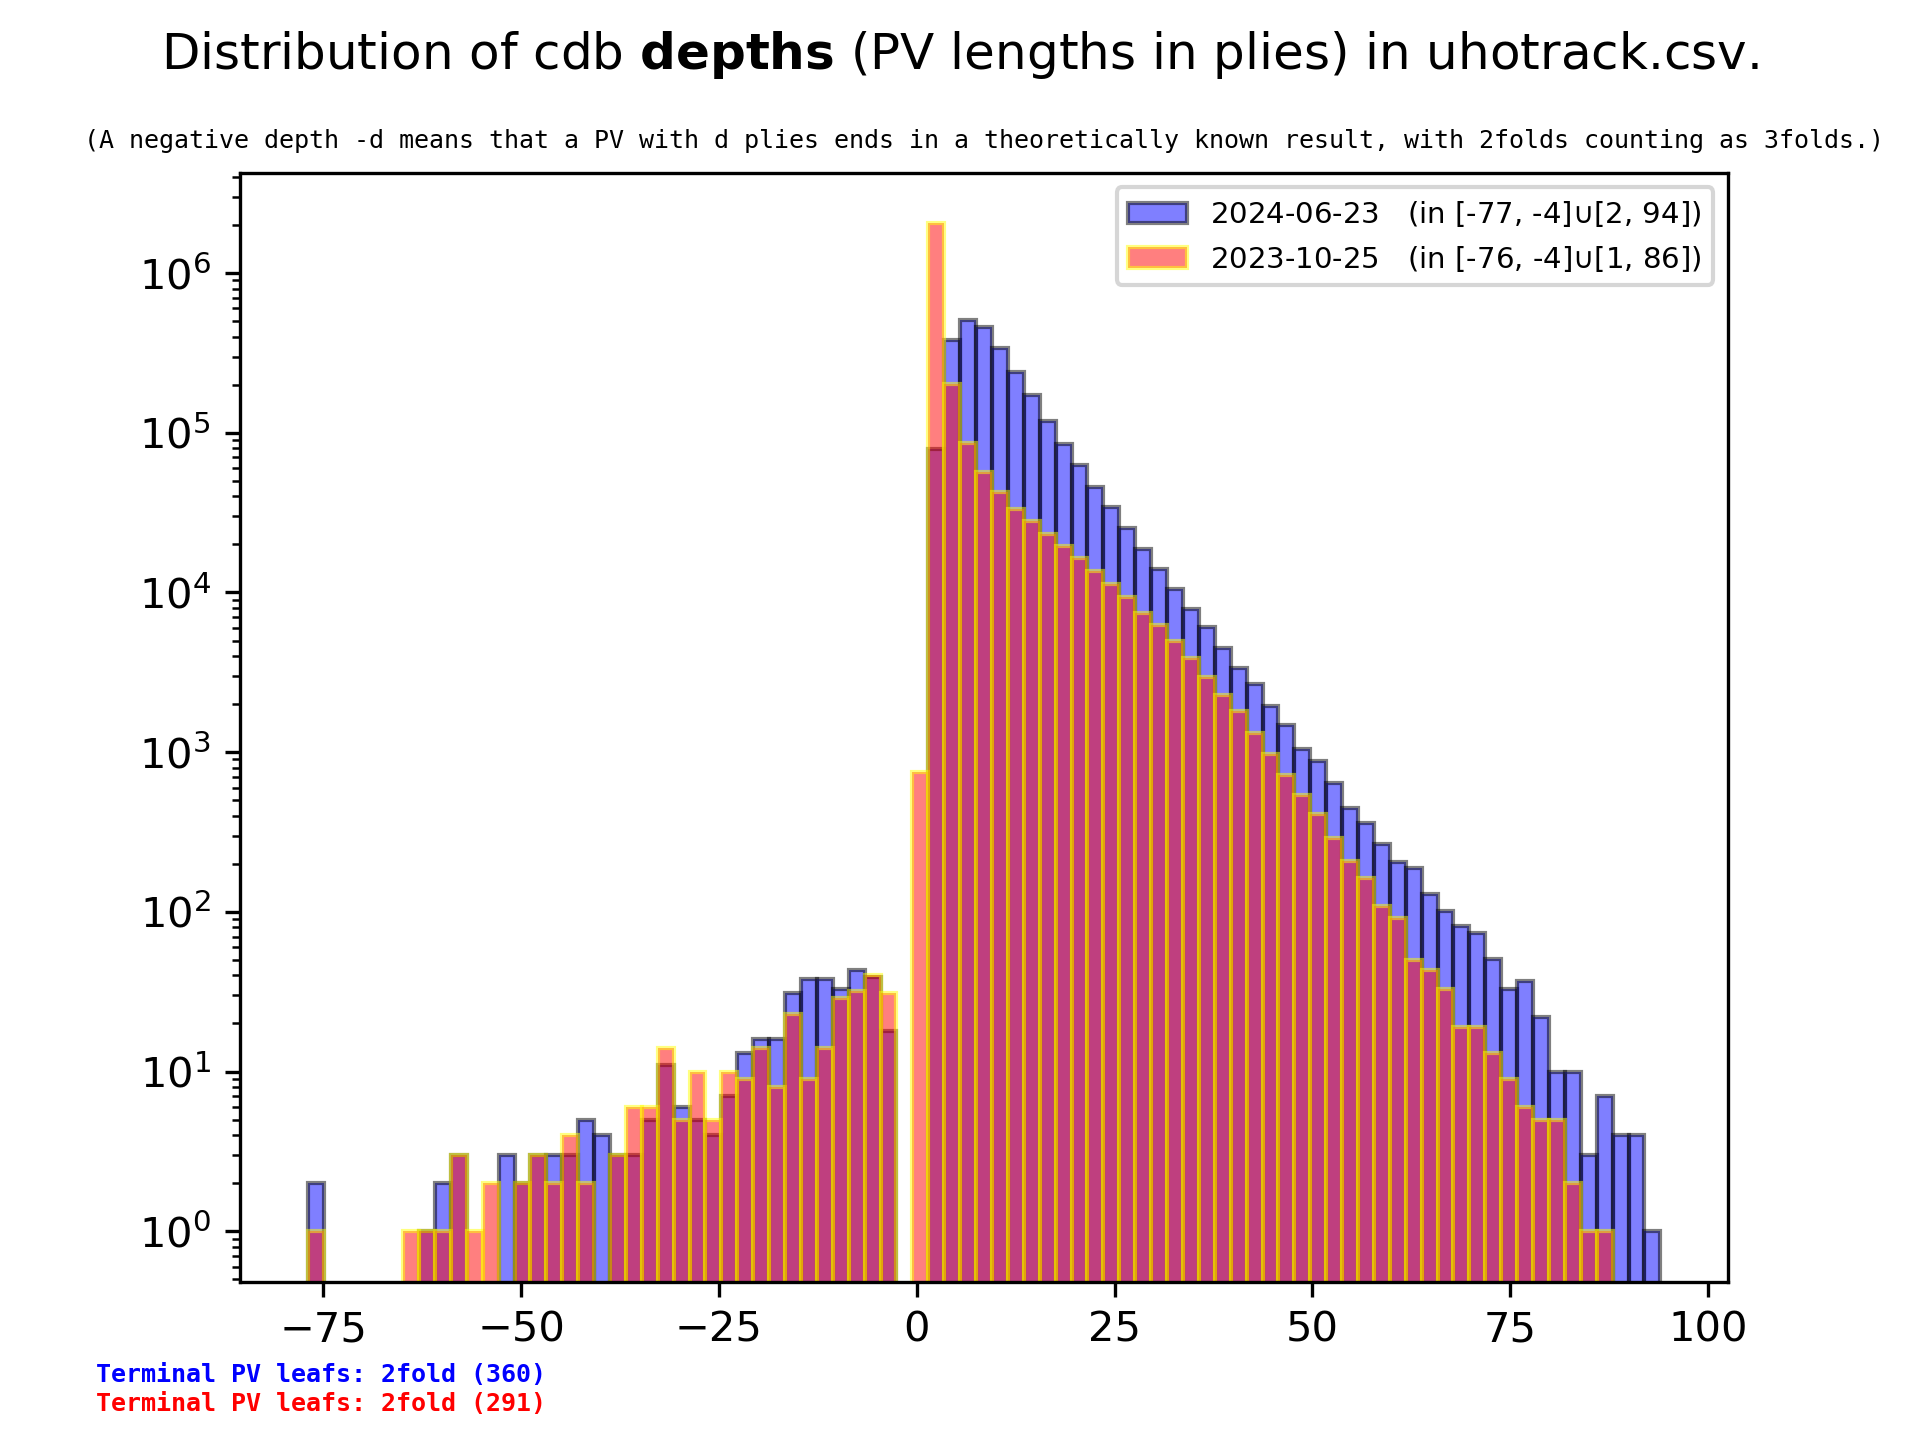 Distribution of cdb depths (PV lengths in plies) in uhotrack.csv.
(A negative depth -d means that a PV with d plies ends in a theoretically known result, with 2folds counting as 3folds.)
2024-06-23 (in [-77, -4]∪[2, 94])
2023-10-25 (in [-76, -4]∪[1, 86])
10⁶
10⁵
10⁴
10³
10²
10¹
10⁰
−75 −50 −25 0 25 50 75 100
Terminal PV leafs: 2fold (360)
Terminal PV leafs: 2fold (291)